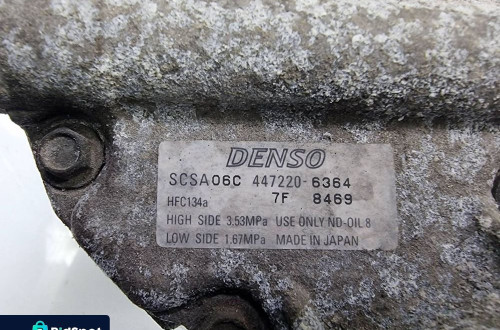 DENSO
SCSA06C 447220-6364
HFC134a 7F 8469
HIGH SIDE 3.53MPa USE ONLY ND-OIL 8
LOW SIDE 1.67MPa MADE IN JAPAN
BidSpot